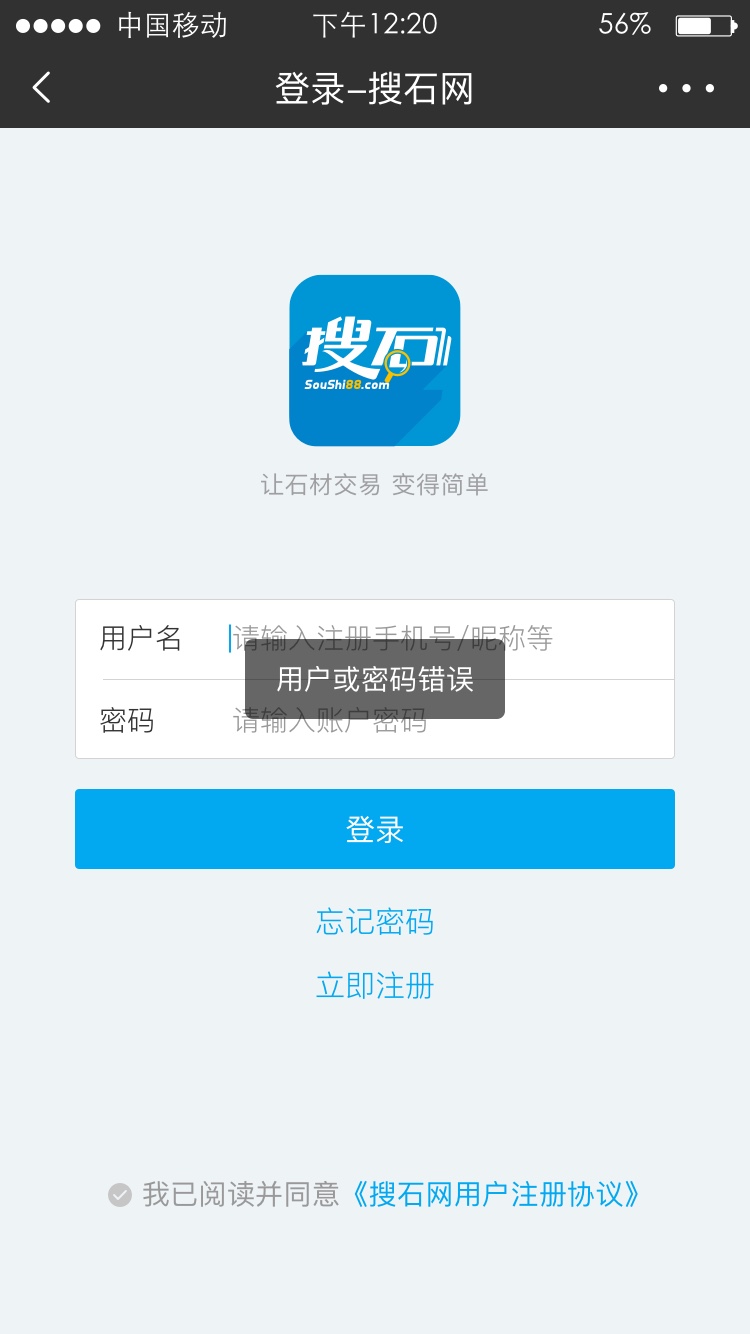 中国移动 下午12:20 56%
登录-搜石网
搜石
SouShi88.com
让石材交易 变得简单
用户名 请输入注册手机号/昵称等
用户或密码错误
密码 请输入账户密码
登录
忘记密码
立即注册
我已阅读并同意《搜石网用户注册协议》